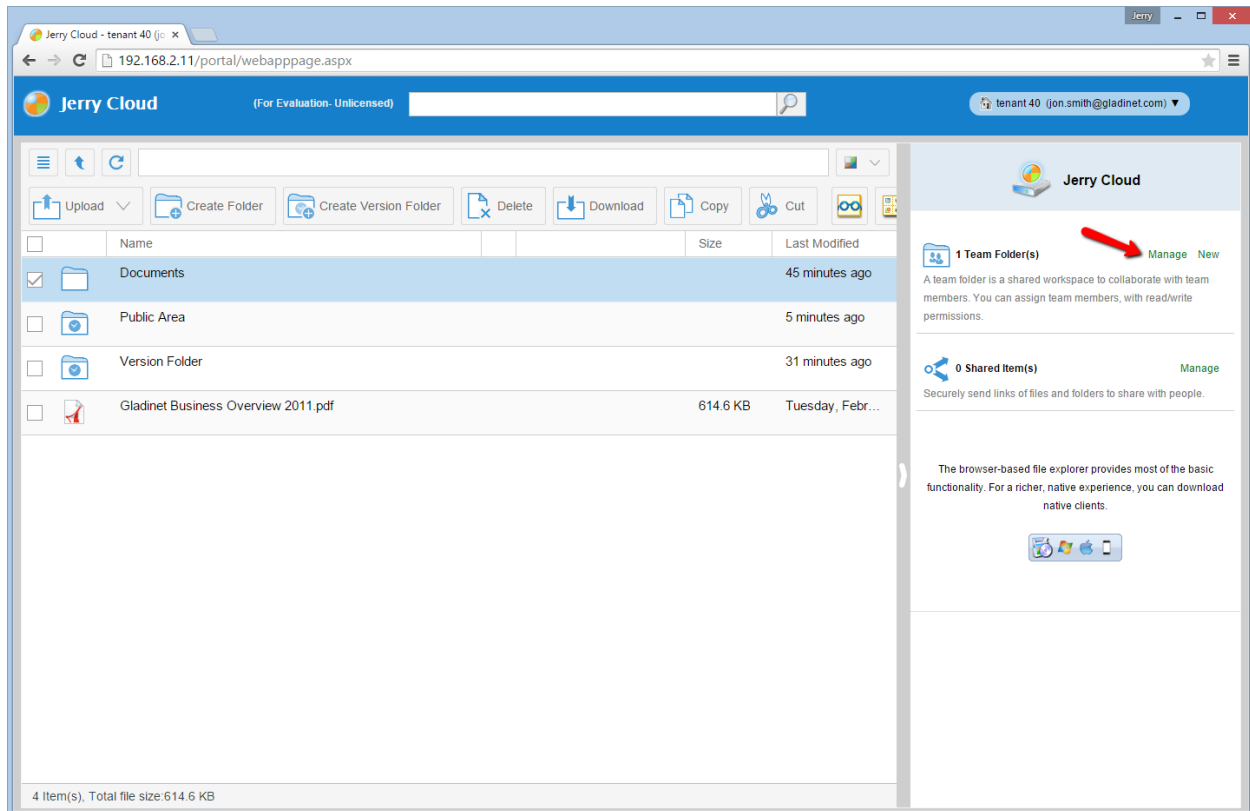 Jerry
Jerry Cloud - tenant 40 (jo
192.168.2.11/portal/webapppage.aspx
Jerry Cloud
(For Evaluation- Unlicensed)
tenant 40 (jon.smith@gladinet.com) ▼
Upload
Create Folder
Create Version Folder
Delete
Download
Copy
Cut
Name
Size
Last Modified
Documents
45 minutes ago
Public Area
5 minutes ago
Version Folder
31 minutes ago
Gladinet Business Overview 2011.pdf
614.6 KB
Tuesday, Febr...
4 Item(s), Total file size:614.6 KB
Jerry Cloud
1 Team Folder(s)
Manage New
A team folder is a shared workspace to collaborate with team
members. You can assign team members, with read/write
permissions.
0 Shared Item(s)
Manage
Securely send links of files and folders to share with people.
The browser-based file explorer provides most of the basic
functionality. For a richer, native experience, you can download
native clients.